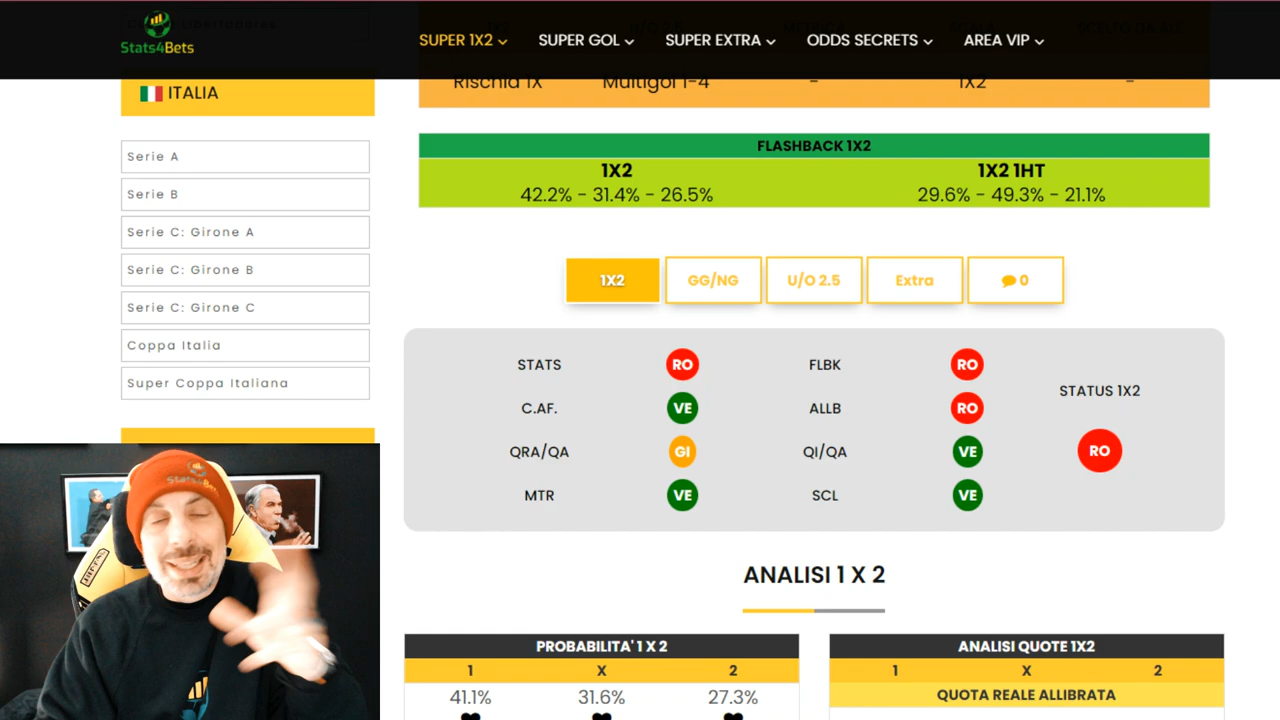 Stats4Bets
SUPER 1X2
SUPER GOL
SUPER EXTRA
ODDS SECRETS
AREA VIP
ITALIA
Serie A
Serie B
Serie C: Girone A
Serie C: Girone B
Serie C: Girone C
Coppa Italia
Super Coppa Italiana
Rischia 1X
Multigol 1-4
-
1X2
-
FLASHBACK 1X2
1X2
42.2% - 31.4% - 26.5%
1X2 1HT
29.6% - 49.3% - 21.1%
1X2
GG/NG
U/O 2.5
Extra
0
STATS RO FLBK RO
C.AF. VE ALLB RO
QRA/QA GI QI/QA VE
MTR VE SCL VE
STATUS 1X2
RO
ANALISI 1 X 2
PROBABILITA' 1 X 2
1 X 2
41.1% 31.6% 27.3%
ANALISI QUOTE 1X2
1 X 2
QUOTA REALE ALLIBRATA
Stats4Bets